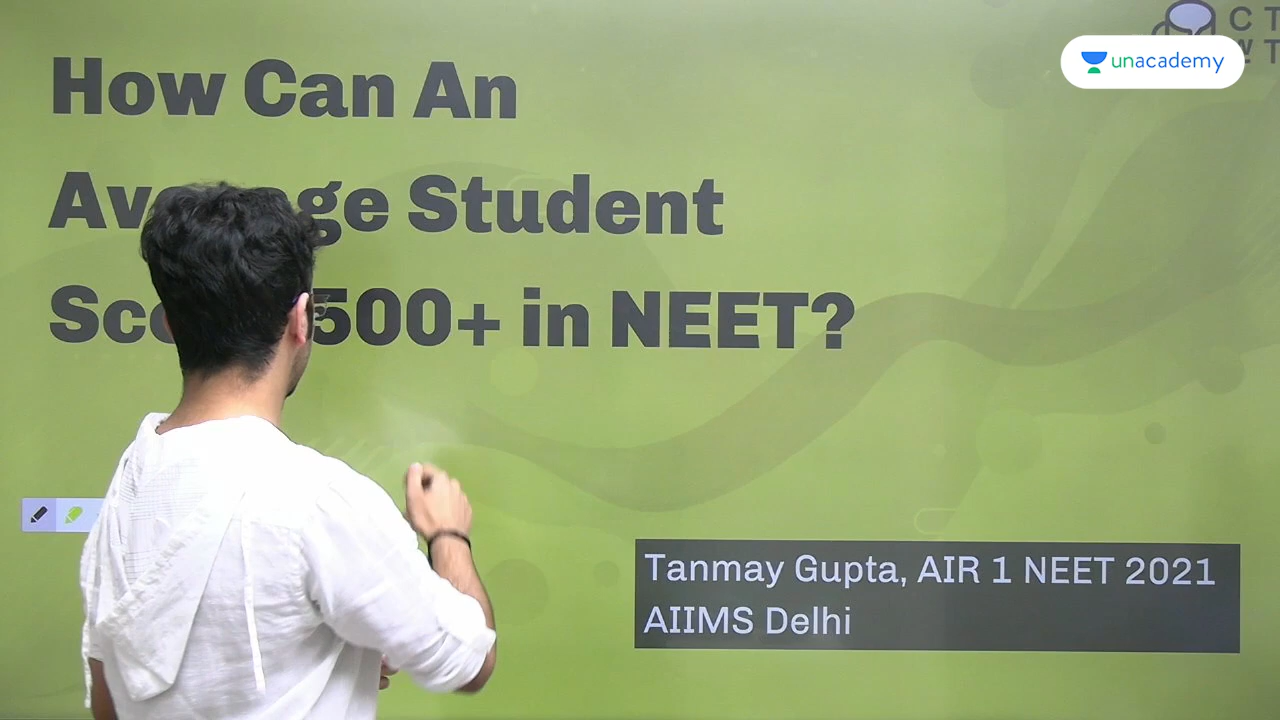 How Can An
Student
500+ in NEET?
Tanmay Gupta, AIR 1 NEET 2021
AIIMS Delhi
unacademy
C T
T